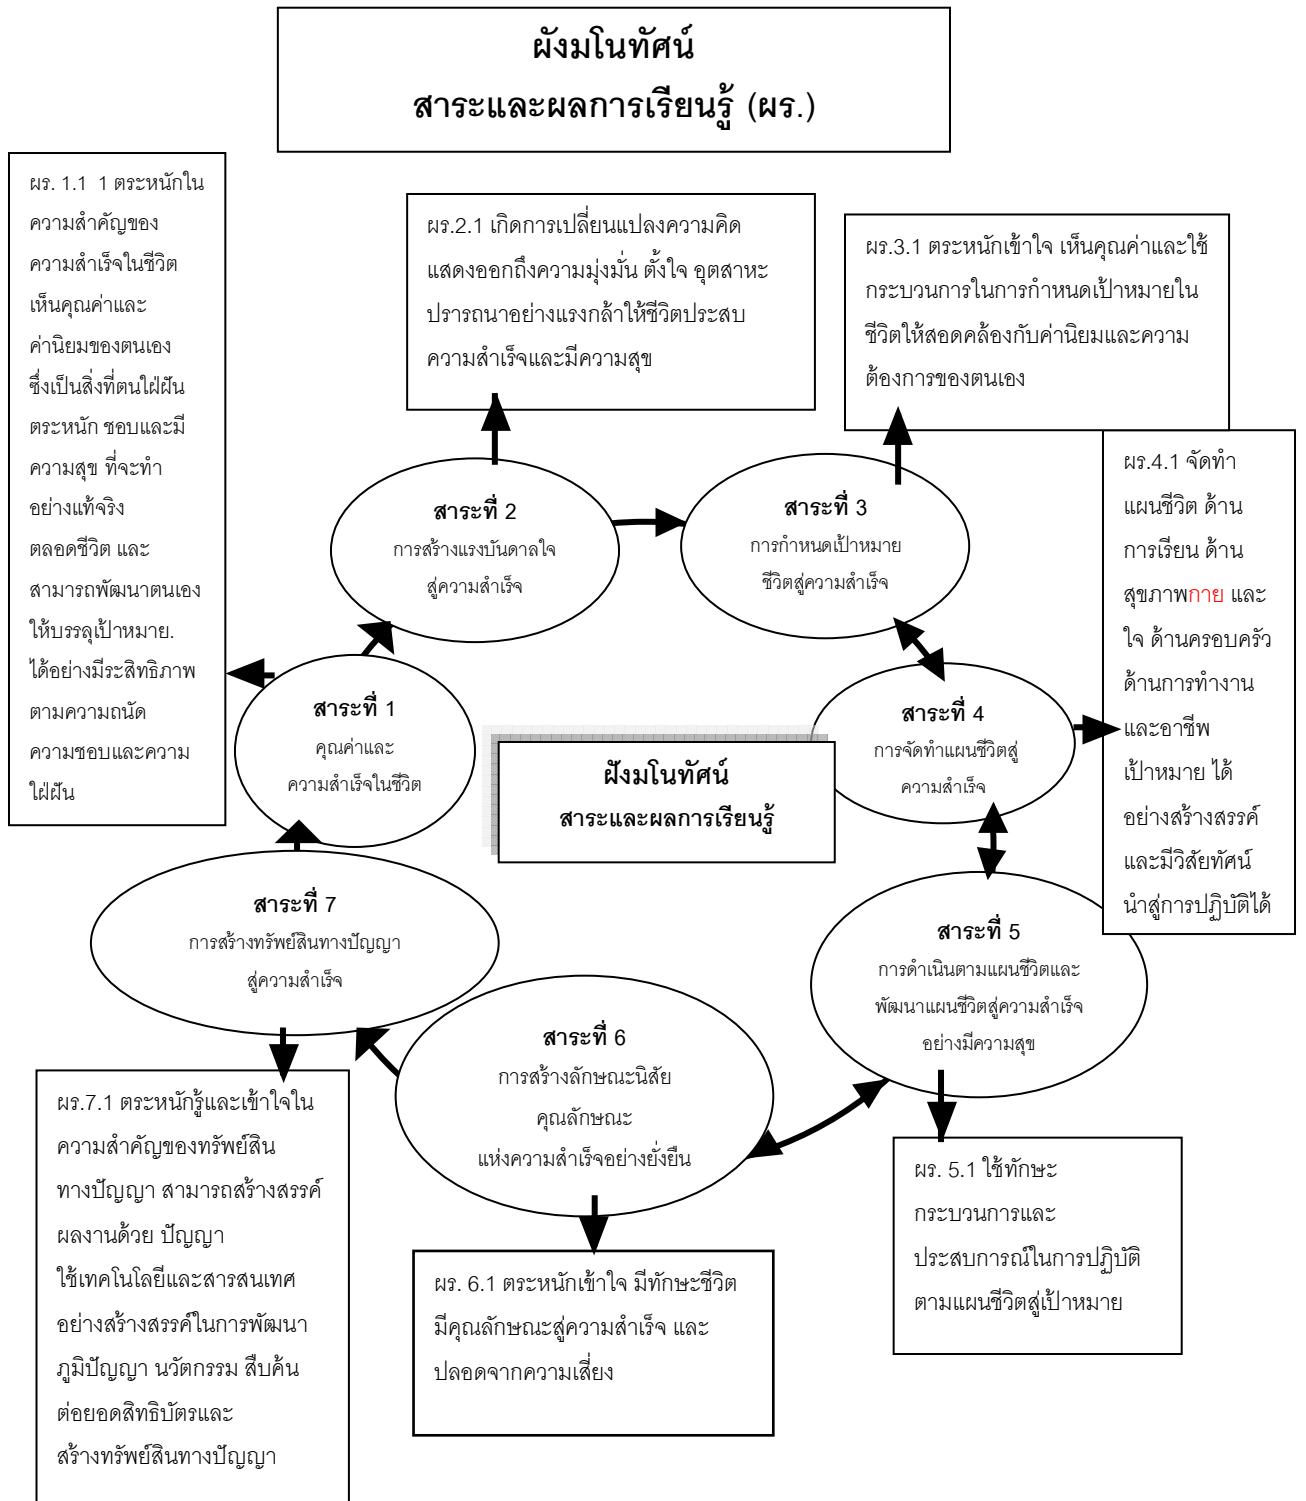 ผังมโนทัศน์
สาระและผลการเรียนรู้ (ผร.)
ผร. 1.1  1 ตระหนักใน
ความสำคัญของ
ความสำเร็จในชีวิต
เห็นคุณค่าและ
ค่านิยมของตนเอง
ซึ่งเป็นสิ่งที่ตนใฝ่ฝัน
ตระหนัก ชอบและมี
ความสุข ที่จะทำ
อย่างแท้จริง
ตลอดชีวิต และ
สามารถพัฒนาตนเอง
ให้บรรลุเป้าหมาย.
ได้อย่างมีระสิทธิภาพ
ตามความถนัด
ความชอบและความ
ใฝ่ฝัน
ผร.2.1 เกิดการเปลี่ยนแปลงความคิด
แสดงออกถึงความมุ่งมั่น ตั้งใจ อุตสาหะ
ปรารถนาอย่างแรงกล้าให้ชีวิตประสบ
ความสำเร็จและมีความสุข
ผร.3.1 ตระหนักเข้าใจ เห็นคุณค่าและใช้
กระบวนการในการกำหนดเป้าหมายใน
ชีวิตให้สอดคล้องกับค่านิยมและความ
ต้องการของตนเอง
ผร.4.1 จัดทำ
แผนชีวิต ด้าน
การเรียน ด้าน
สุขภาพกาย และ
ใจ ด้านครอบครัว
ด้านการทำงาน
และอาชีพ
เป้าหมาย ได้
อย่างสร้างสรรค์
และมีวิสัยทัศน์
นำสู่การปฏิบัติได้
สาระที่ 2
การสร้างแรงบันดาลใจ
สู่ความสำเร็จ
สาระที่ 3
การกำหนดเป้าหมาย
ชีวิตสู่ความสำเร็จ
สาระที่ 1
คุณค่าและ
ความสำเร็จในชีวิต
สาระที่ 4
การจัดทำแผนชีวิตสู่
ความสำเร็จ
ฝังมโนทัศน์
สาระและผลการเรียนรู้
สาระที่ 7
การสร้างทรัพย์สินทางปัญญา
สู่ความสำเร็จ
สาระที่ 5
การดำเนินตามแผนชีวิตและ
พัฒนาแผนชีวิตสู่ความสำเร็จ
อย่างมีความสุข
สาระที่ 6
การสร้างลักษณะนิสัย
คุณลักษณะ
แห่งความสำเร็จอย่างยั่งยืน
ผร.7.1 ตระหนักรู้และเข้าใจใน
ความสำคัญของทรัพย์สิน
ทางปัญญา สามารถสร้างสรรค์
ผลงานด้วย ปัญญา
ใช้เทคโนโลยีและสารสนเทศ
อย่างสร้างสรรค์ในการพัฒนา
ภูมิปัญญา นวัตกรรม สืบค้น
ต่อยอดสิทธิบัตรและ
สร้างทรัพย์สินทางปัญญา
ผร. 6.1 ตระหนักเข้าใจ มีทักษะชีวิต
มีคุณลักษณะสู่ความสำเร็จ และ
ปลอดจากความเสี่ยง
ผร. 5.1 ใช้ทักษะ
กระบวนการและ
ประสบการณ์ในการปฏิบัติ
ตามแผนชีวิตสู่เป้าหมาย